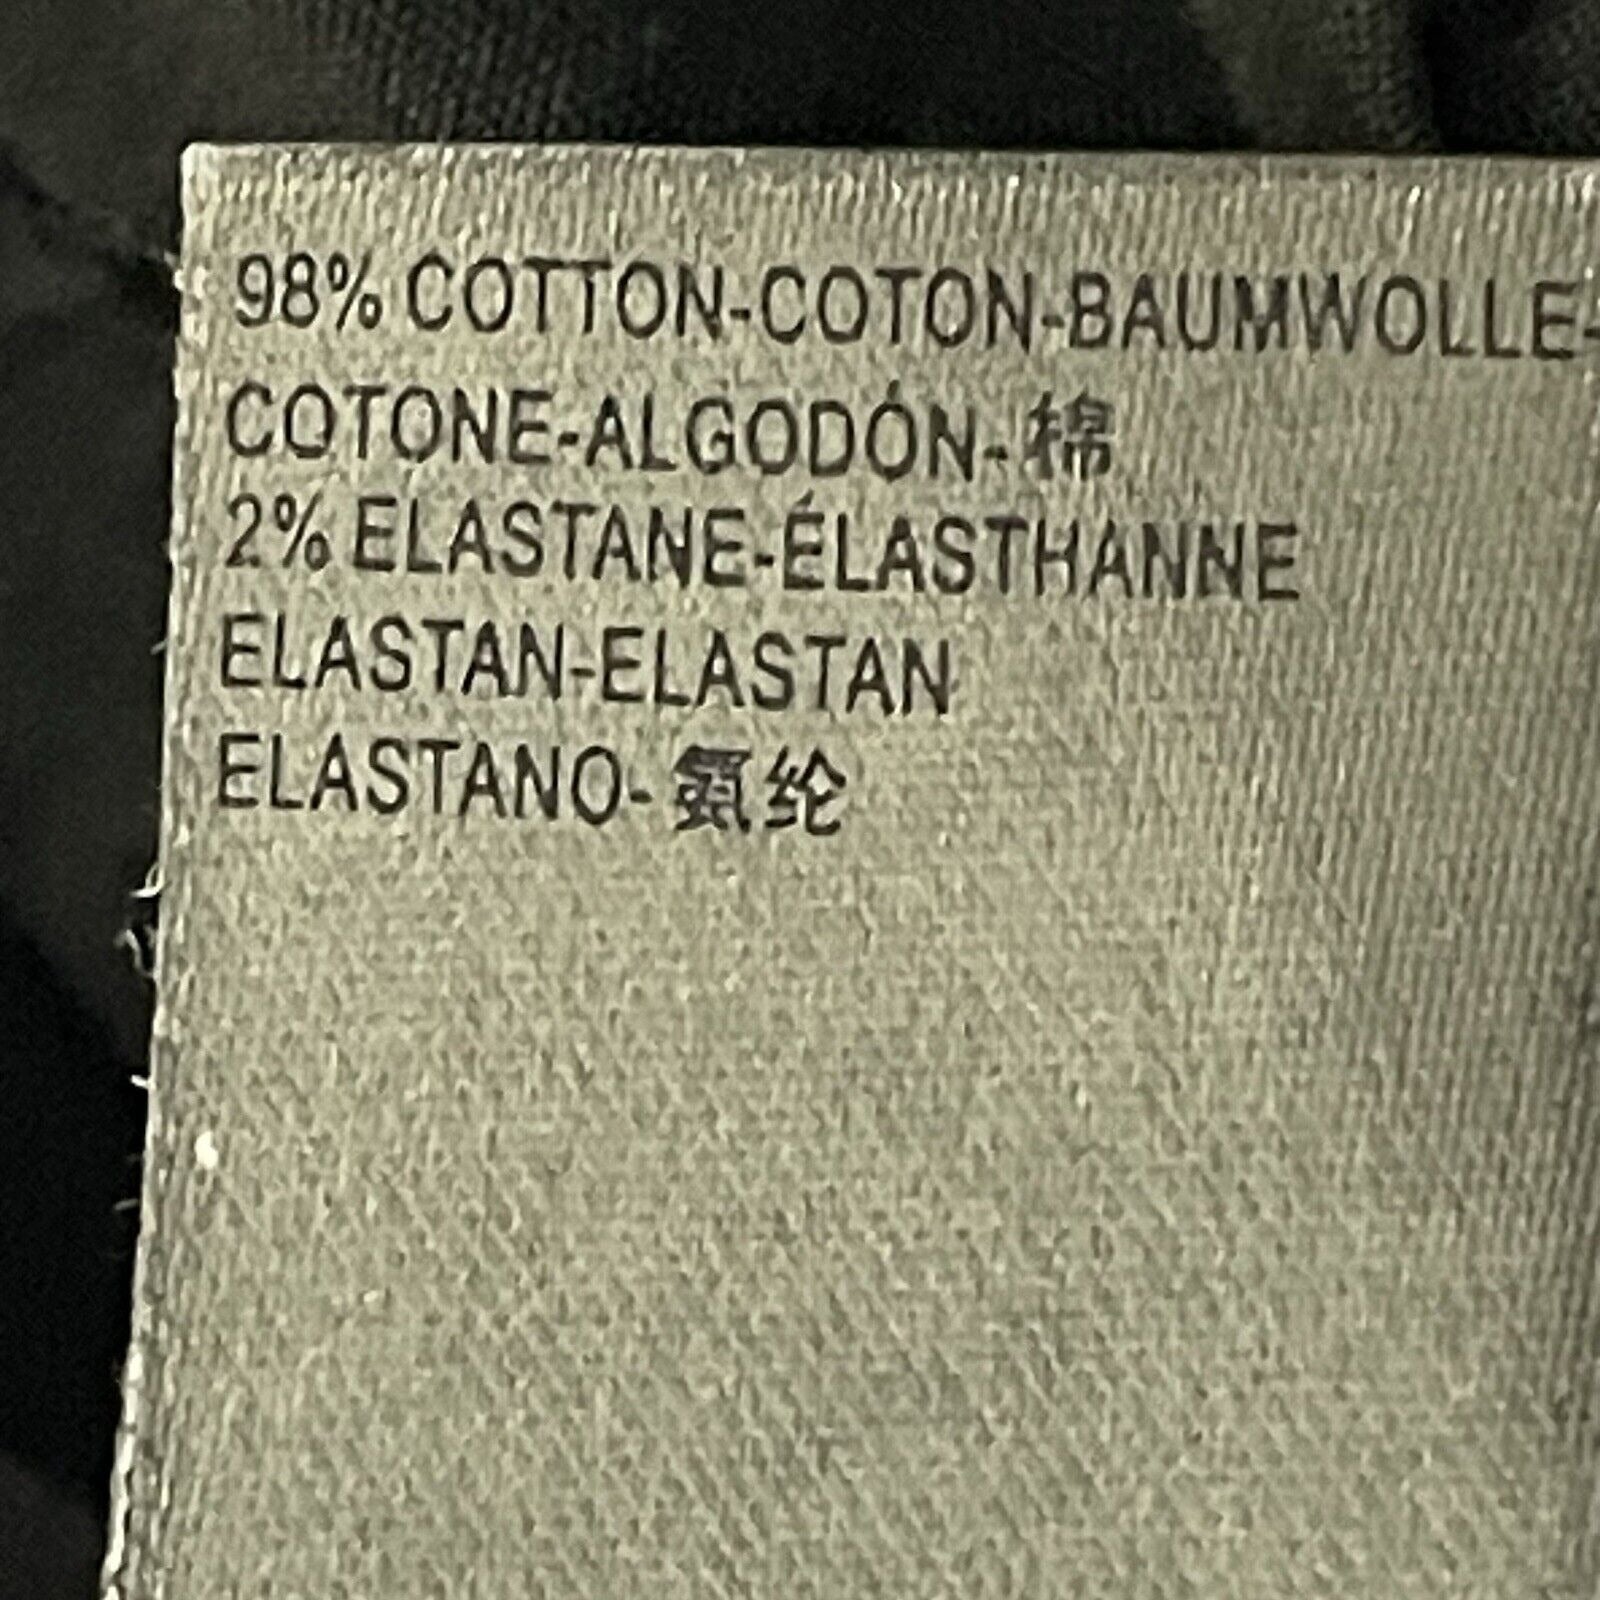 98% COTTON-COTON-BAUMWOLLE-
COTONE-ALGODÓN-棉
2% ELASTANE-ÉLASTHANNE
ELASTAN-ELASTAN
ELASTANO-氨纶